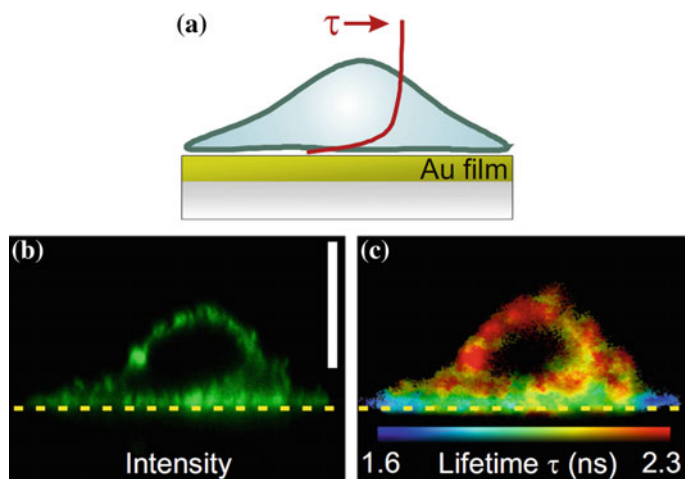 (a)
τ
Au film
(b)
(c)
Intensity
1.6 Lifetime τ (ns) 2.3